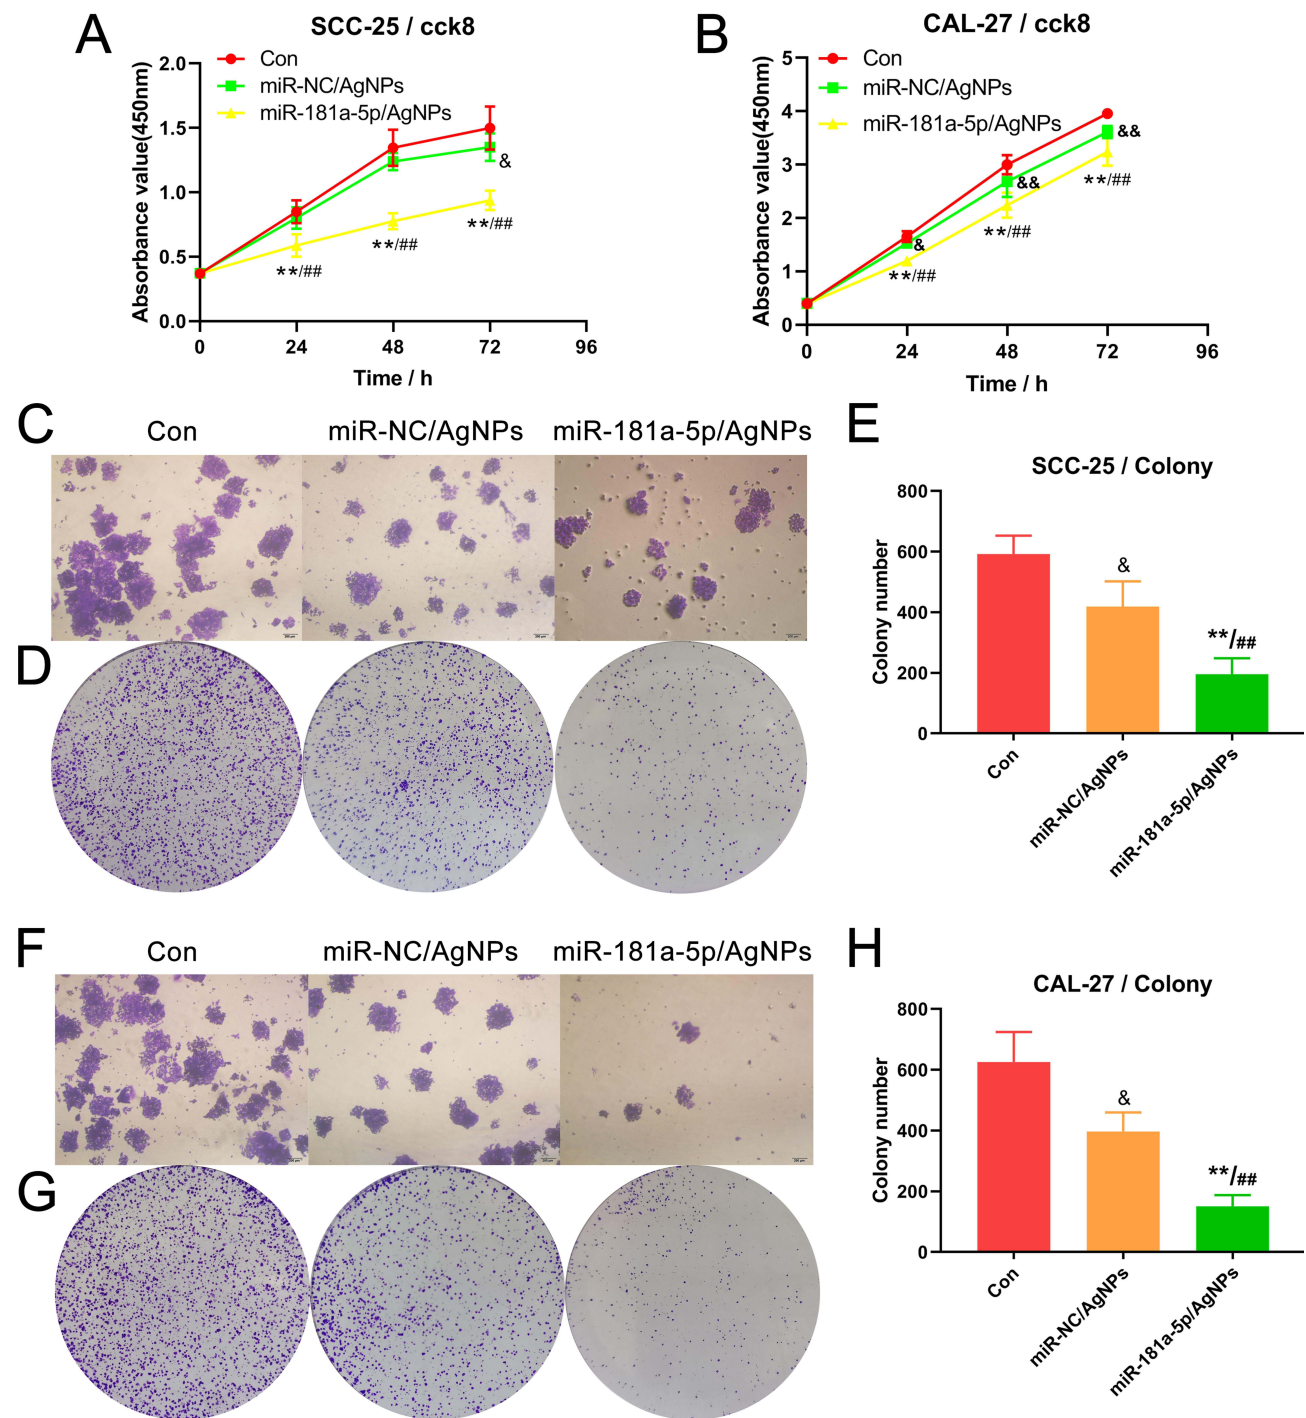 A
SCC-25 / cck8
Con
miR-NC/AgNPs
miR-181a-5p/AgNPs
Absorbance value(450nm)
2.0
1.5
1.0
0.5
0.0
&
**/##
**/##
**/##
0
24
48
72
96
Time / h
B
CAL-27 / cck8
Con
miR-NC/AgNPs
miR-181a-5p/AgNPs
Absorbance value(450nm)
5
4
3
2
1
0
&&
&&
&
**/##
**/##
**/##
0
24
48
72
96
Time / h
C
Con
miR-NC/AgNPs
miR-181a-5p/AgNPs
D
E
SCC-25 / Colony
Colony number
800
600
400
200
0
&
**/##
Con
miR-NC/AgNPs
miR-181a-5p/AgNPs
F
Con
miR-NC/AgNPs
miR-181a-5p/AgNPs
G
H
CAL-27 / Colony
Colony number
800
600
400
200
0
&
**/##
Con
miR-NC/AgNPs
miR-181a-5p/AgNPs